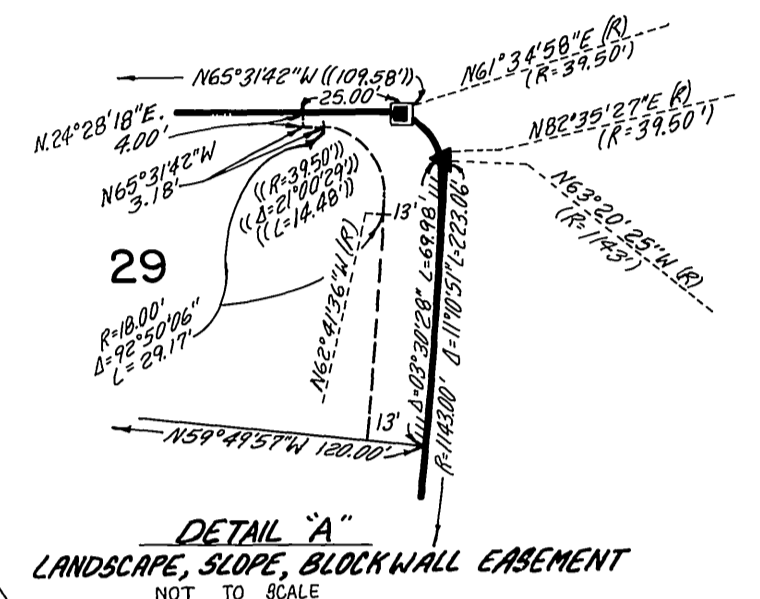 N65°31'42"W ((109.58'))
25.00'
N61°34'58"E (R)
(R=39.50')
N82°35'27"E (R)
(R=39.50')
N63°20'25"W (R)
(R=1143')
N.24°28'18"E.
4.00'
N65°31'42"W
3.18'
((R=39.50'))
((Δ=21°00'29"))
((L=14.48'))
29
R=18.00'
Δ=92°50'06"
L=29.17'
N62°41'36"W (R)
13'
Δ=03°30'28" L=69.98'
R=1143.00' Δ=11°10'51" L=223.06'
13'
N59°49'57"W 120.00'
DETAIL "A"
LANDSCAPE, SLOPE, BLOCKWALL EASEMENT
NOT TO SCALE